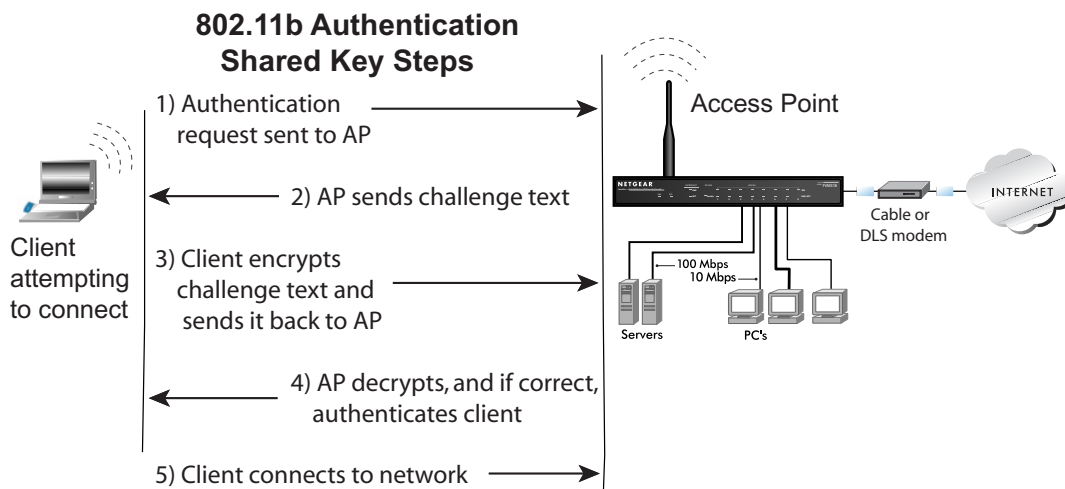 802.11b Authentication
Shared Key Steps
1) Authentication
request sent to AP
2) AP sends challenge text
3) Client encrypts
challenge text and
sends it back to AP
4) AP decrypts, and if correct,
authenticates client
5) Client connects to network
Client
attempting
to connect
Access Point
NETGEAR
INTERNET
Cable or
DLS modem
100 Mbps
10 Mbps
Servers
PC's